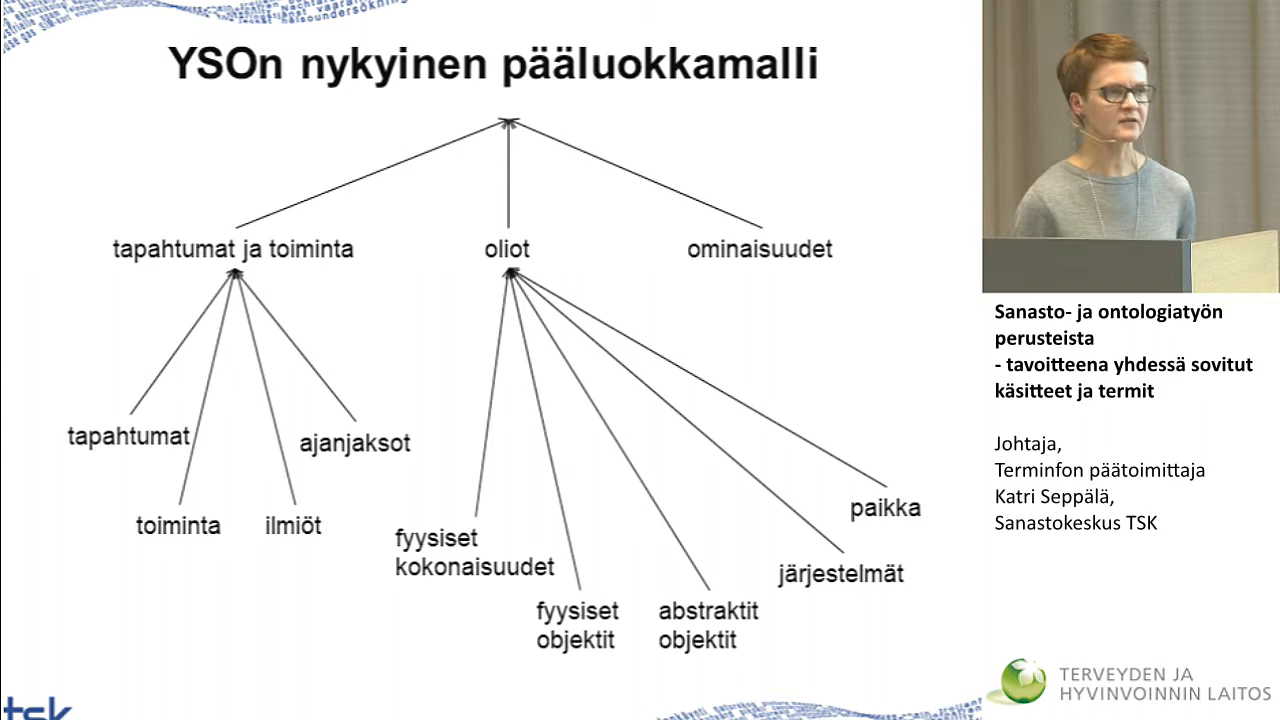 YSOn nykyinen pääluokkamalli
tapahtumat ja toiminta
oliot
ominaisuudet
tapahtumat
ajanjaksot
toiminta
ilmiöt
fyysiset
kokonaisuudet
fyysiset
objektit
abstraktit
objektit
järjestelmät
paikka
tsk
Sanasto- ja ontologiatyön
perusteista
- tavoitteena yhdessä sovitut
käsitteet ja termit
Johtaja,
Terminfon päätoimittaja
Katri Seppälä,
Sanastokeskus TSK
TERVEYDEN JA
HYVINVOINNIN LAITOS